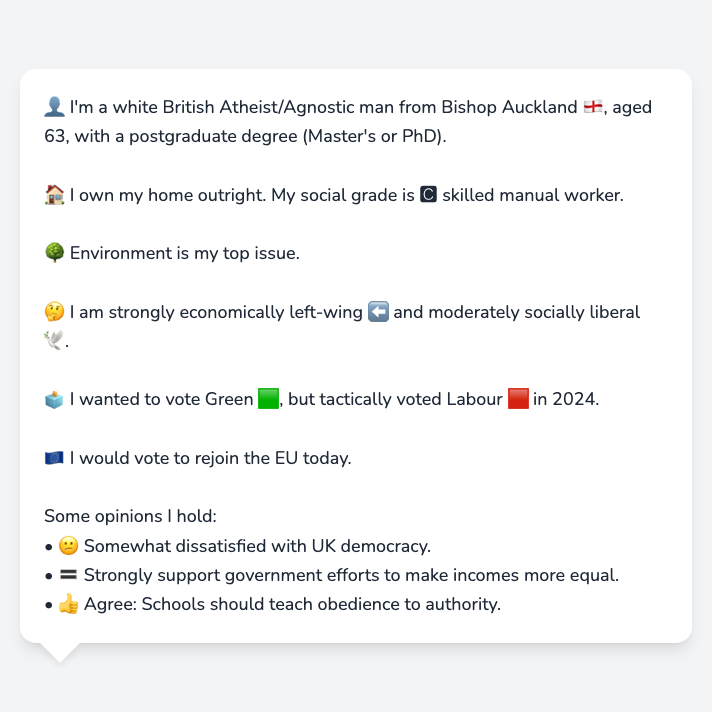 👤 I'm a white British Atheist/Agnostic man from Bishop Auckland 🏴󠁧󠁢󠁥󠁮󠁧󠁿, aged
63, with a postgraduate degree (Master's or PhD).
🏠 I own my home outright. My social grade is 🅲 skilled manual worker.
🌳 Environment is my top issue.
🤔 I am strongly economically left-wing ⬅️ and moderately socially liberal
🕊️.
🗳️ I wanted to vote Green 🟩, but tactically voted Labour 🟥 in 2024.
🇪🇺 I would vote to rejoin the EU today.
Some opinions I hold:
• 😕 Somewhat dissatisfied with UK democracy.
• 🟰 Strongly support government efforts to make incomes more equal.
• 👍 Agree: Schools should teach obedience to authority.